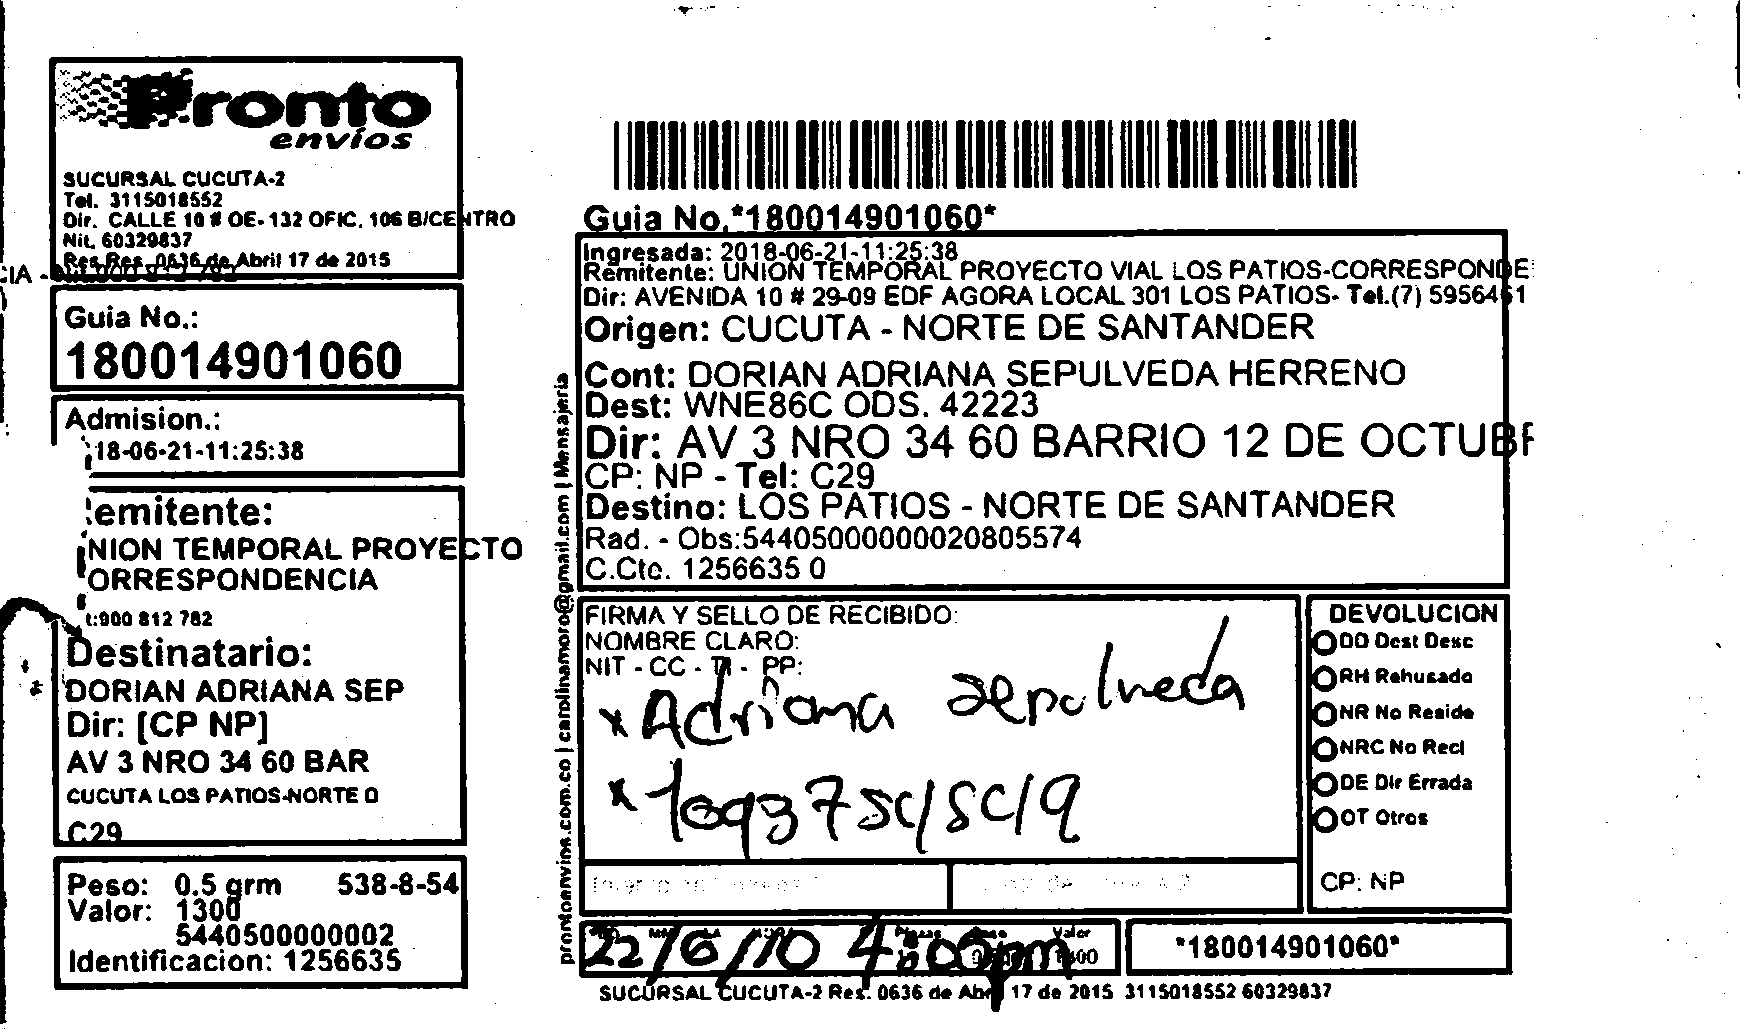 Pronto
envíos
SUCURSAL CUCUTA-2
Tel. 3115018552
Dir. CALLE 10 # OE-132 OFIC. 106 B/CENTRO
Nit. 60329837
Res.Res. 0636 de Abril 17 de 2015
Guia No.:
180014901060
Admision.:
18-06-21-11:25:38
emitente:
NION TEMPORAL PROYECTO
ORRESPONDENCIA
t:900 812 782
Destinatario:
DORIAN ADRIANA SEP
Dir: [CP NP]
AV 3 NRO 34 60 BAR
CUCUTA LOS PATIOS-NORTE D
C29
Peso: 0.5 grm 538-8-54
Valor: 1300
5440500000002
Identificacion: 1256635
prontoenvios.com.co | carolinamoro@gmail.com | Mensajeria
Guia No.*180014901060*
Ingresada: 2018-06-21-11:25:38
Remitente: UNION TEMPORAL PROYECTO VIAL LOS PATIOS-CORRESPONDE
Dir: AVENIDA 10 # 29-09 EDF AGORA LOCAL 301 LOS PATIOS- Tel.(7) 5956461
Origen: CUCUTA - NORTE DE SANTANDER
Cont: DORIAN ADRIANA SEPULVEDA HERRENO
Dest: WNE86C ODS. 42223
Dir: AV 3 NRO 34 60 BARRIO 12 DE OCTUBR
CP: NP - Tel: C29
Destino: LOS PATIOS - NORTE DE SANTANDER
Rad. - Obs:54405000000020805574
C.Cto. 1256635 0
FIRMA Y SELLO DE RECIBIDO:
NOMBRE CLARO:
NIT - CC - TI - PP:
x Adriana sepulveda
DEVOLUCION
DD Dest Desc
RH Rehusado
NR No Reside
NRC No Recl
DE Dir Errada
OT Otros
CP: NP
22/6/10 4:00pm
Valor
*180014901060*
SUCURSAL CUCUTA-2 Res. 0636 de Abril 17 de 2015 3115018552 60329837